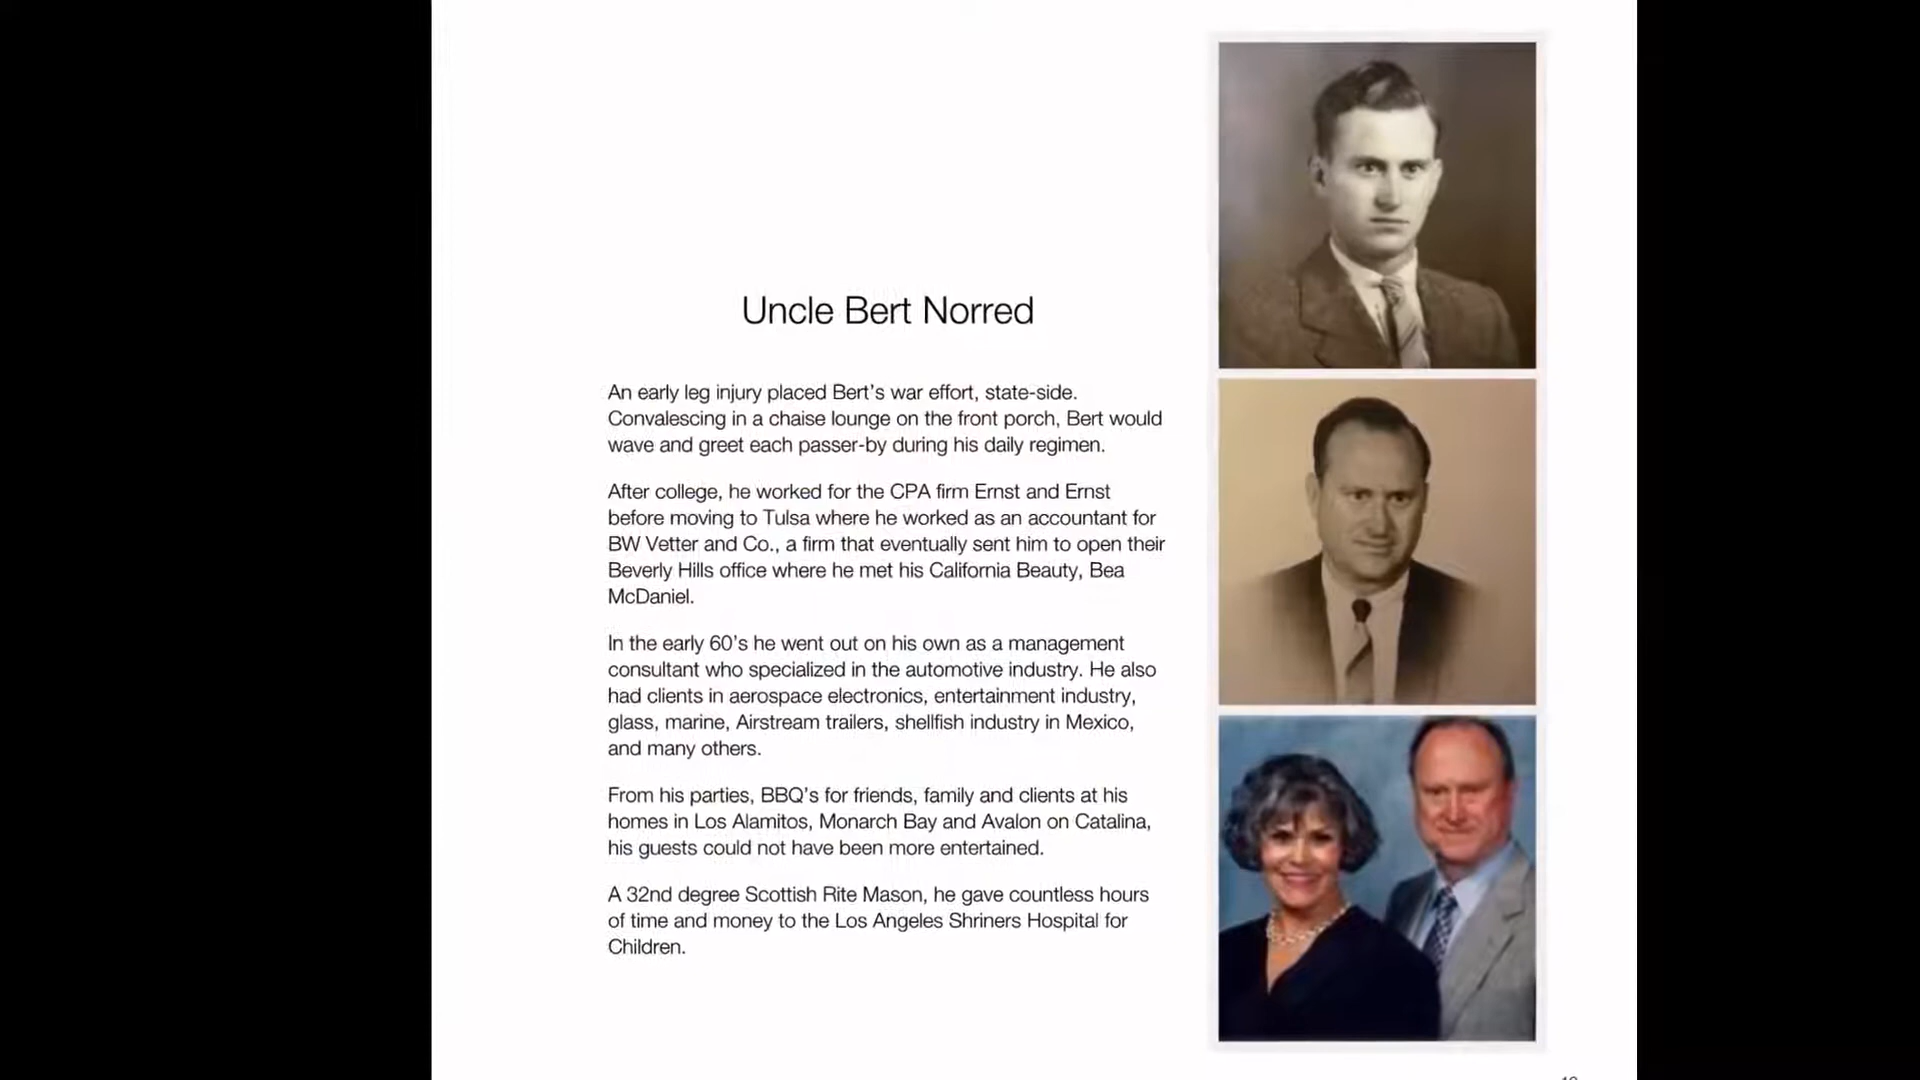 Uncle Bert Norred
An early leg injury placed Bert's war effort, state-side.
Convalescing in a chaise lounge on the front porch, Bert would
wave and greet each passer-by during his daily regimen.
After college, he worked for the CPA firm Ernst and Ernst
before moving to Tulsa where he worked as an accountant for
BW Vetter and Co., a firm that eventually sent him to open their
Beverly Hills office where he met his California Beauty, Bea
McDaniel.
In the early 60's he went out on his own as a management
consultant who specialized in the automotive industry. He also
had clients in aerospace electronics, entertainment industry,
glass, marine, Airstream trailers, shellfish industry in Mexico,
and many others.
From his parties, BBQ's for friends, family and clients at his
homes in Los Alamitos, Monarch Bay and Avalon on Catalina,
his guests could not have been more entertained.
A 32nd degree Scottish Rite Mason, he gave countless hours
of time and money to the Los Angeles Shriners Hospital for
Children.